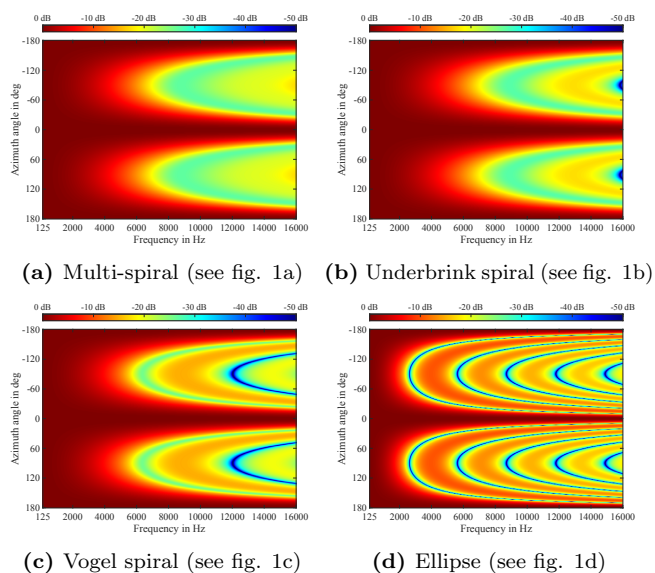 0 dB -10 dB -20 dB -30 dB -40 dB -50 dB
-180
-60
0
60
120
180
Azimuth angle in deg
125 2000 4000 6000 8000 10000 12000 14000 16000
Frequency in Hz
(a) Multi-spiral (see fig. 1a)
0 dB -10 dB -20 dB -30 dB -40 dB -50 dB
-180
-120
-60
0
60
120
180
Azimuth angle in deg
125 2000 4000 6000 8000 10000 12000 14000 16000
Frequency in Hz
(b) Underbrink spiral (see fig. 1b)
0 dB -10 dB -20 dB -30 dB -40 dB -50 dB
-180
-120
-60
0
60
120
180
Azimuth angle in deg
125 2000 4000 6000 8000 10000 12000 14000 16000
Frequency in Hz
(c) Vogel spiral (see fig. 1c)
0 dB -10 dB -20 dB -30 dB -40 dB -50 dB
-180
-120
-60
0
60
120
180
Azimuth angle in deg
125 2000 4000 6000 8000 10000 12000 14000 16000
Frequency in Hz
(d) Ellipse (see fig. 1d)